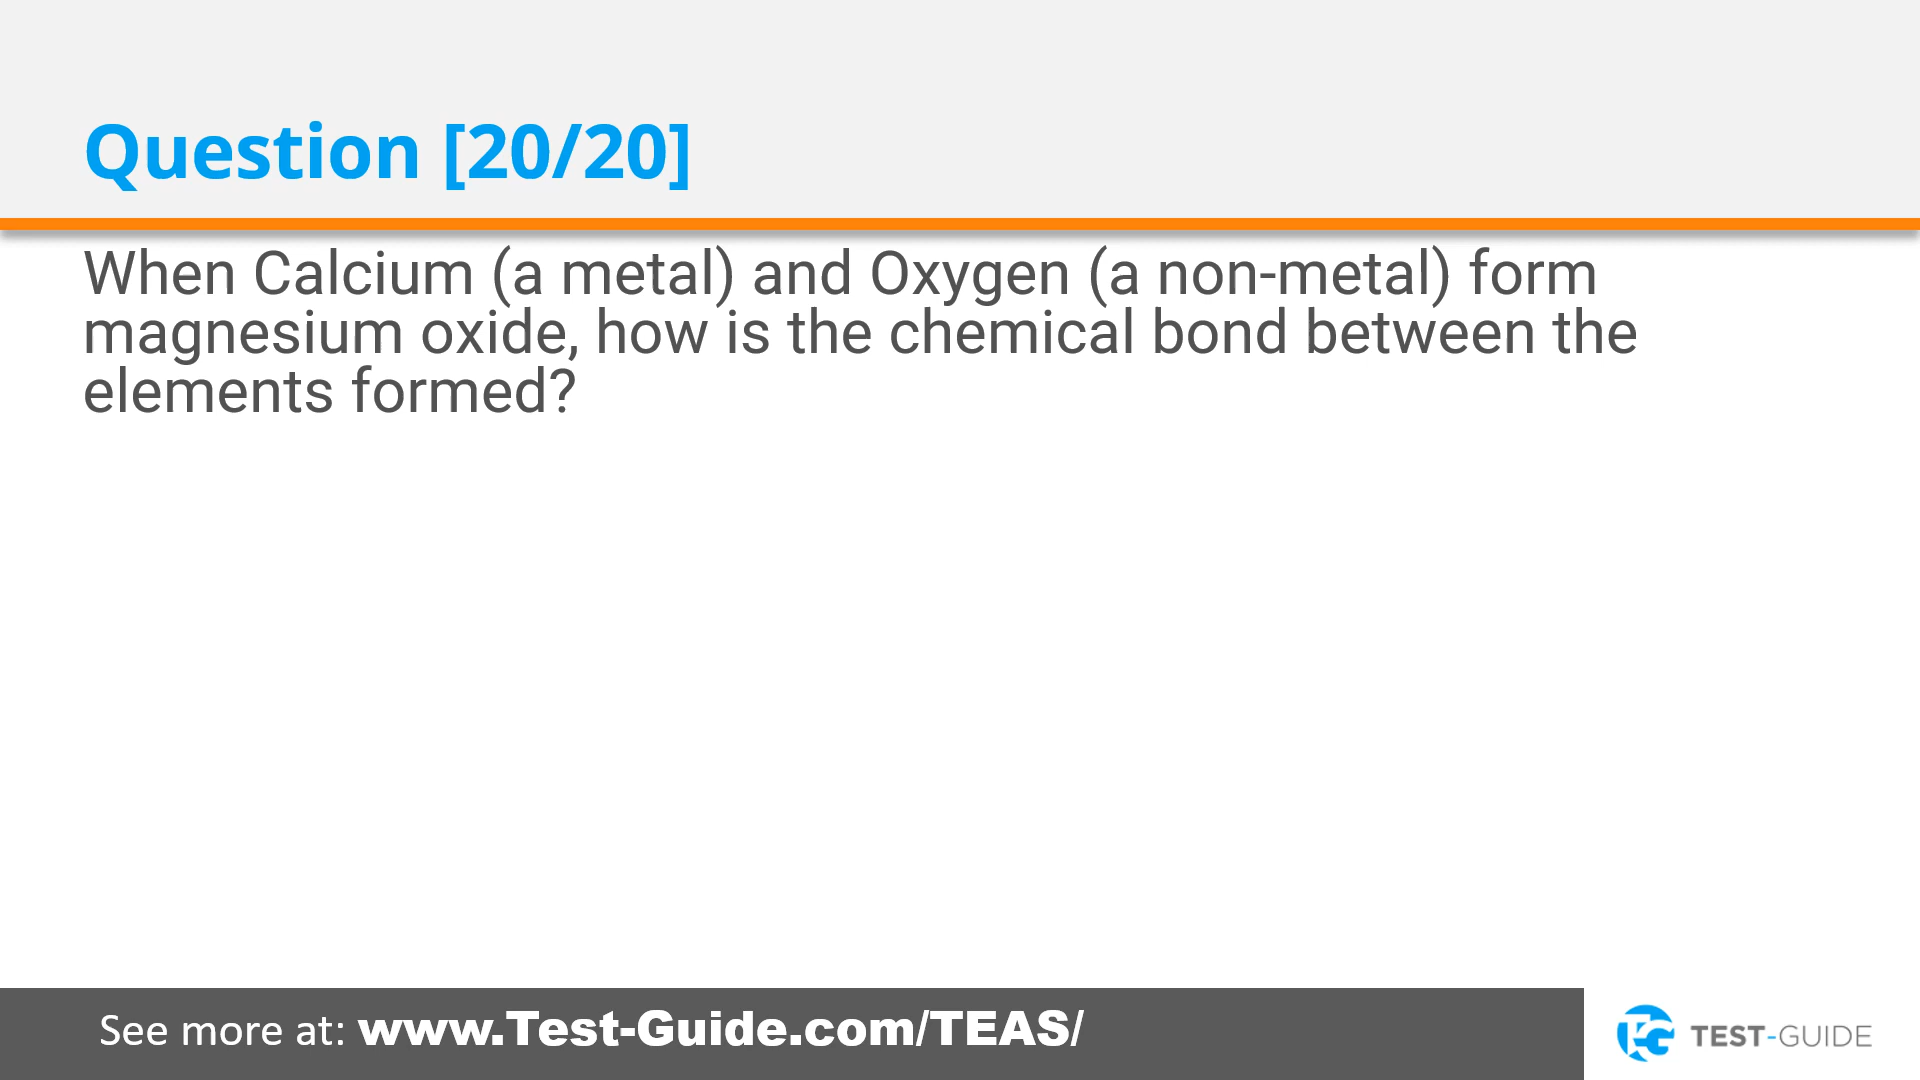 Question [20/20]
When Calcium (a metal) and Oxygen (a non-metal) form
magnesium oxide, how is the chemical bond between the
elements formed?
See more at: www.Test-Guide.com/TEAS/
TEST-GUIDE